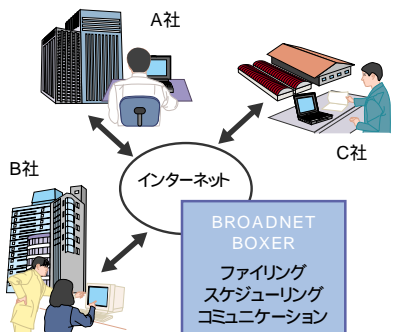 A社
C社
B社
インターネット
BROADNET
BOXER
ファイリング
スケジューリング
コミュニケーション